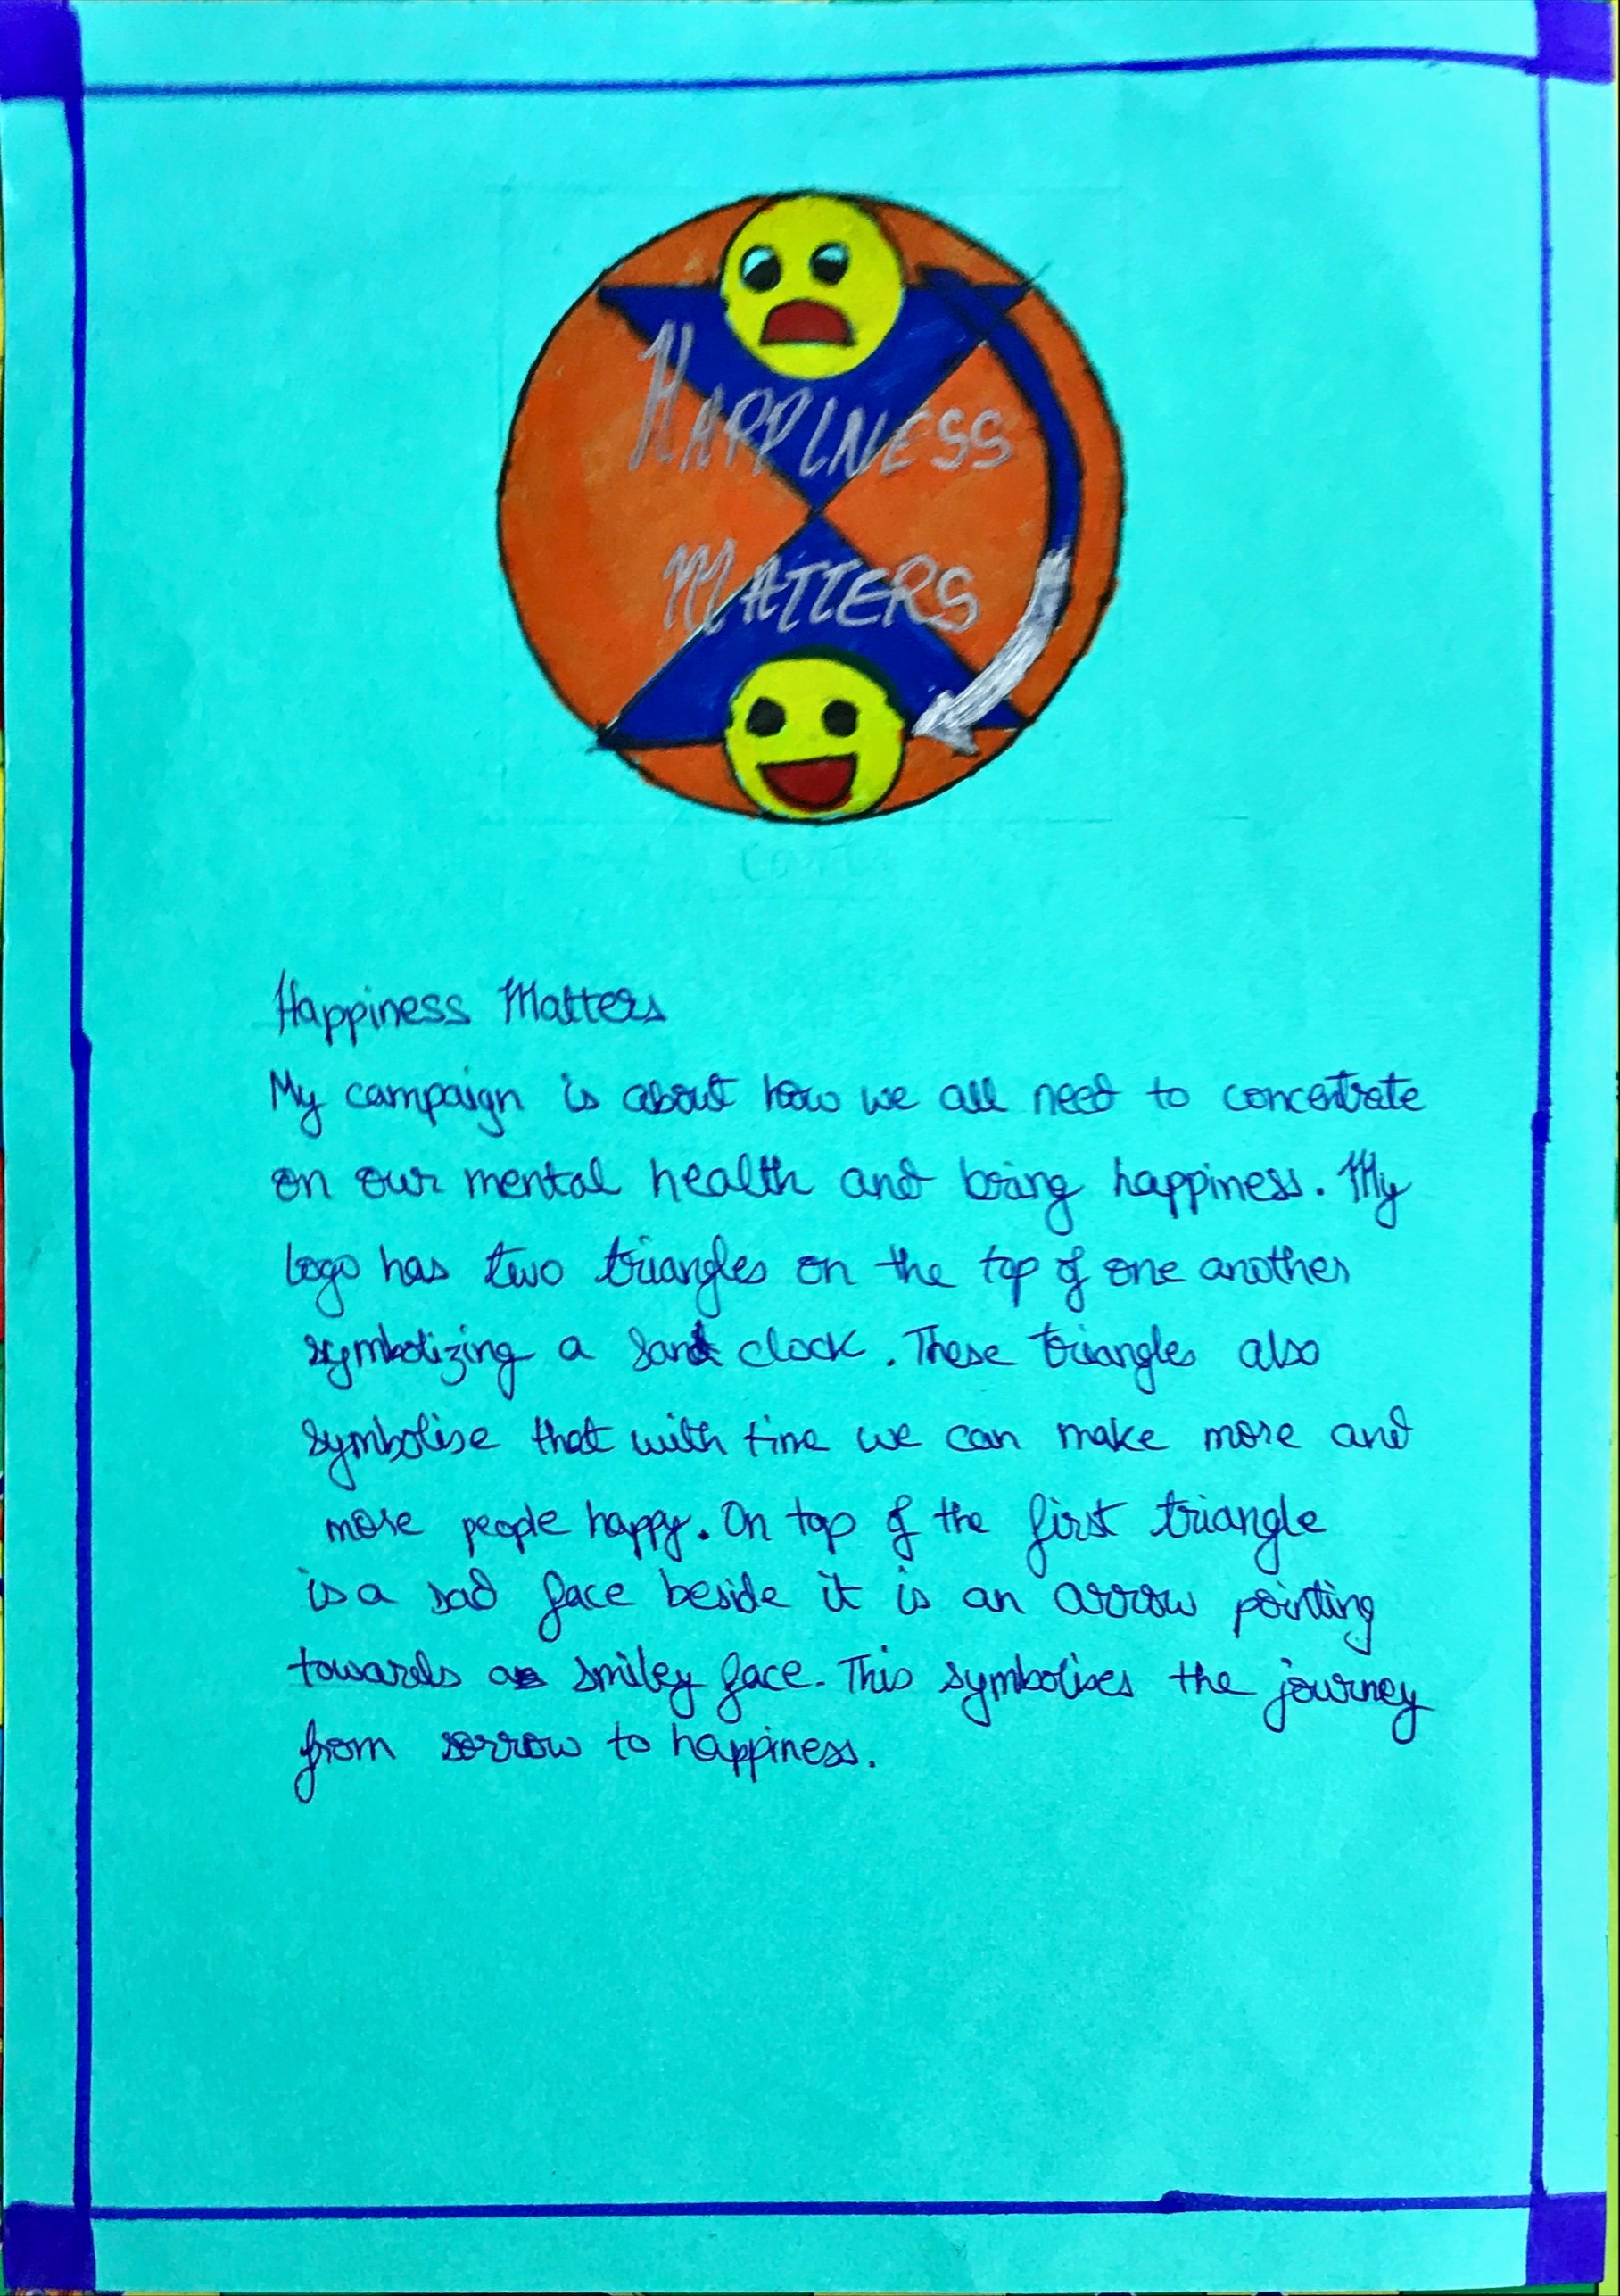 HAPPINESS
MATTERS
Happiness Matters
My campaign is about how we all need to concentrate
on our mental health and bring happiness. My
logo has two triangles on the top of one another
symbolizing a sand clock. These triangles also
symbolise that with time we can make more and
more people happy. On top of the first triangle
is a sad face beside it is an arrow pointing
towards a smiley face. This symbolises the journey
from sorrow to happiness.